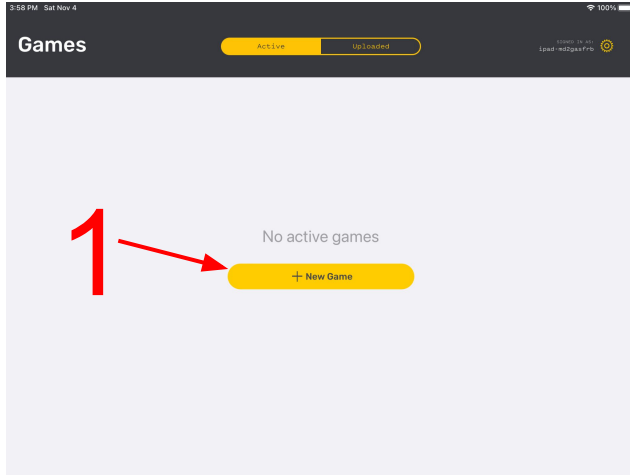 3:58 PM Sat Nov 4
100%
Games
Active
Uploaded
SIGNED IN AS:
ipad-md2gasfrb
1
No active games
+ New Game